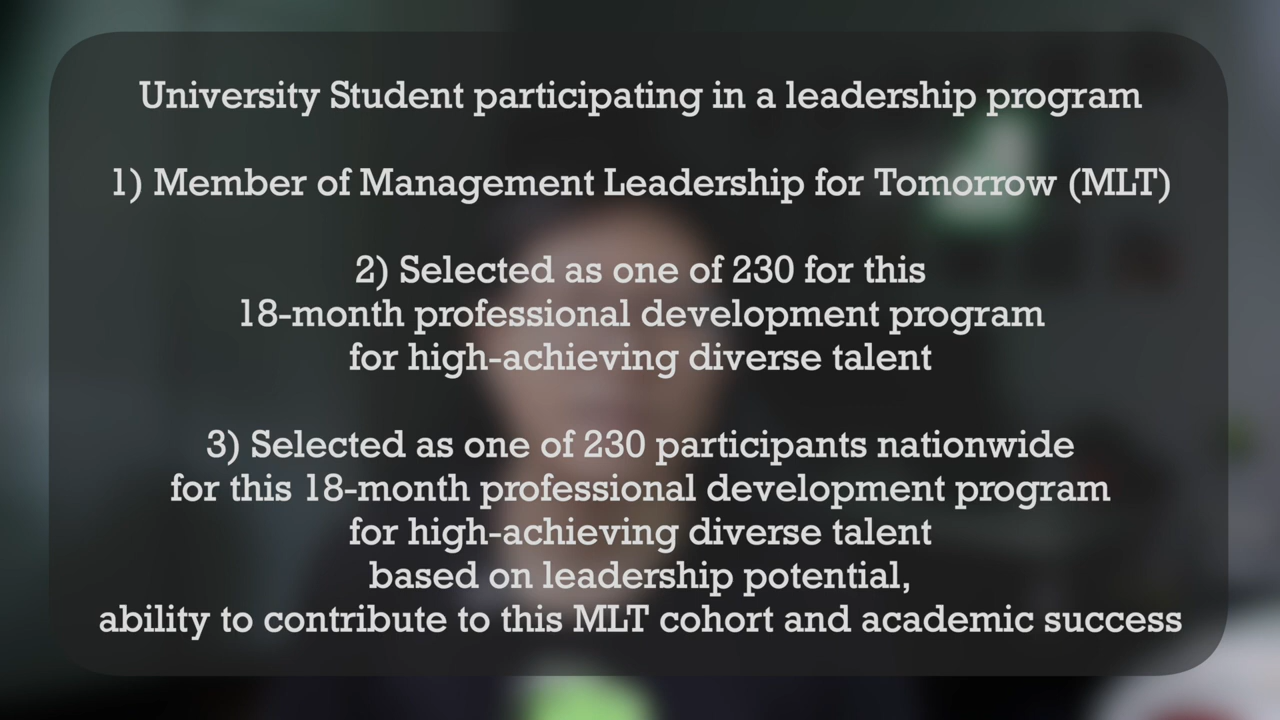 University Student participating in a leadership program
1) Member of Management Leadership for Tomorrow (MLT)
2) Selected as one of 230 for this
18-month professional development program
for high-achieving diverse talent
3) Selected as one of 230 participants nationwide
for this 18-month professional development program
for high-achieving diverse talent
based on leadership potential,
ability to contribute to this MLT cohort and academic success